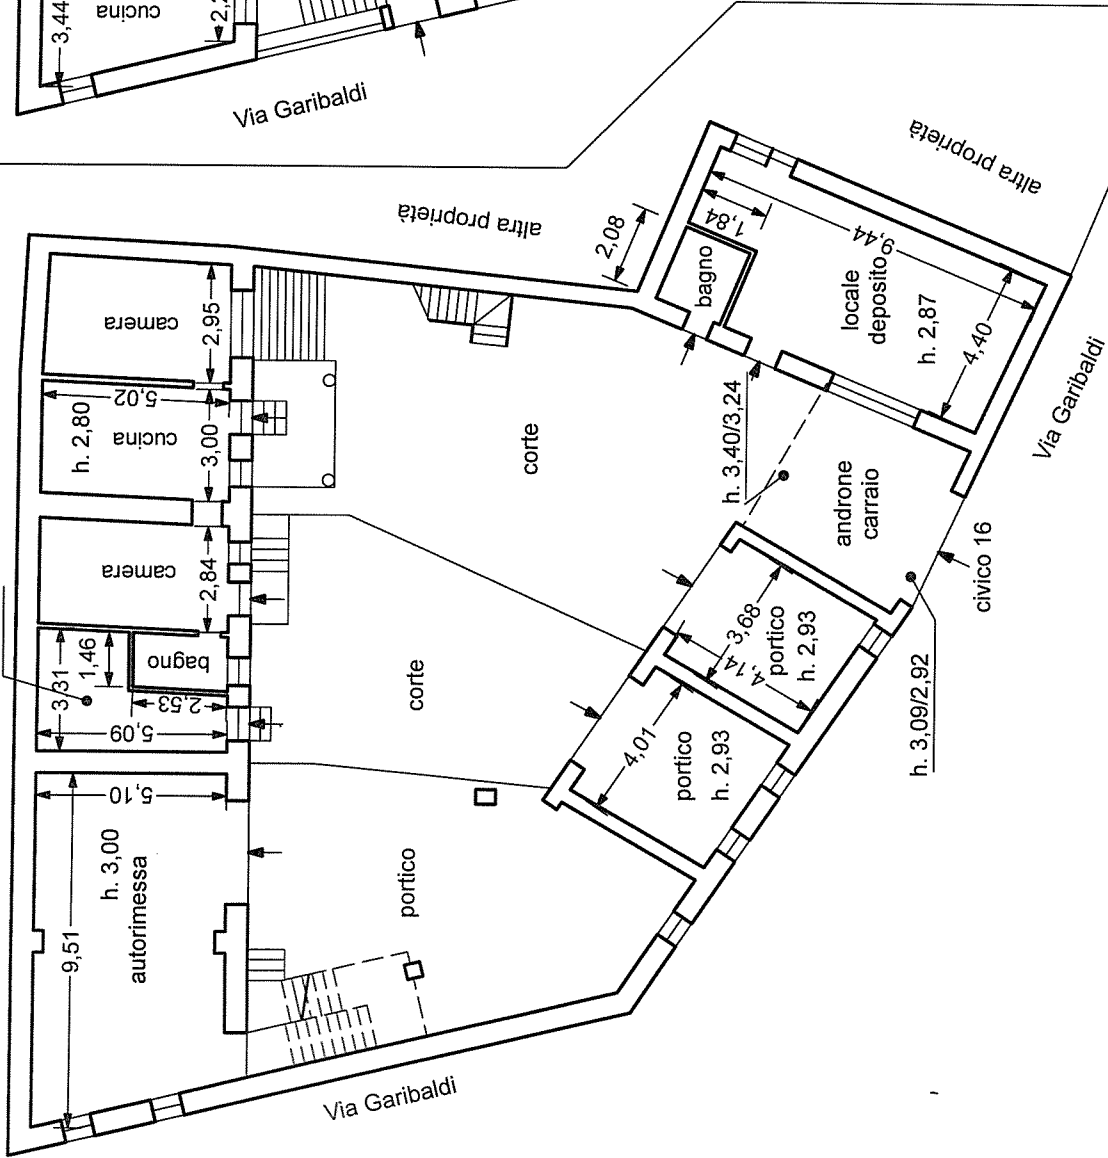 cucina
3,44
Via Garibaldi
altra proprietà
altra proprietà
2,08
1,84
9,44
bagno
locale
deposito
h. 2,87
4,40
Via Garibaldi
camera
2,95
5,02
h. 2,80
cucina
3,00
corte
h. 3,40/3,24
androne
carraio
civico 16
camera
2,84
3,31
1,46
bagno
2,53
5,09
corte
3,68
4,14
portico
h. 2,93
4,01
portico
h. 2,93
h. 3,09/2,92
5,10
h. 3,00
autorimessa
9,51
portico
Via Garibaldi